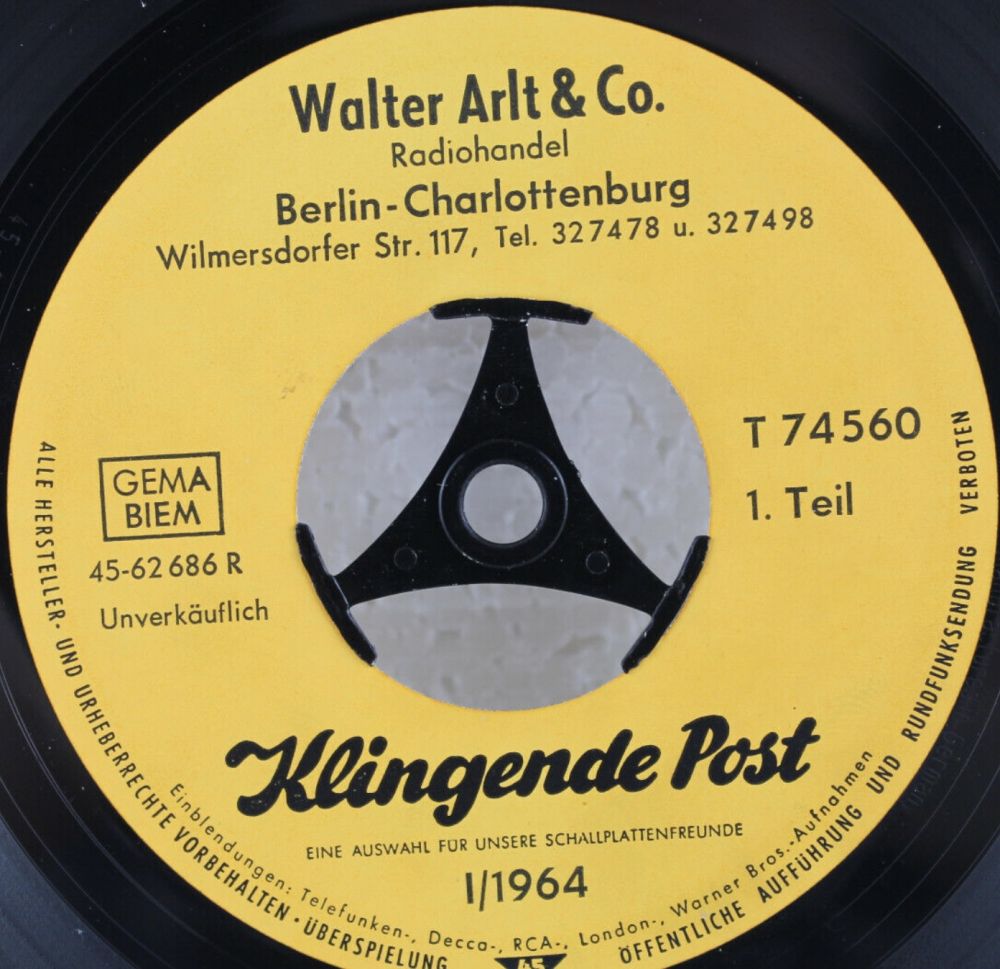 Walter Arlt & Co.
Radiohandel
Berlin-Charlottenburg
Wilmersdorfer Str. 117, Tel. 327478 u. 327498
T 74560
1. Teil
GEMA
BIEM
45-62686 R
Unverkäuflich
Klingende Post
EINE AUSWAHL FÜR UNSERE SCHALLPLATTENFREUNDE
I/1964
Einblendungen: Telefunken-, Decca-, RCA-, London-, Warner Bros.-Aufnahmen
ALLE HERSTELLER- UND URHEBERRECHTE VORBEHALTEN · ÜBERSPIELUNG
45
ÖFFENTLICHE AUFFÜHRUNG UND RUNDFUNKSENDUNG VERBOTEN